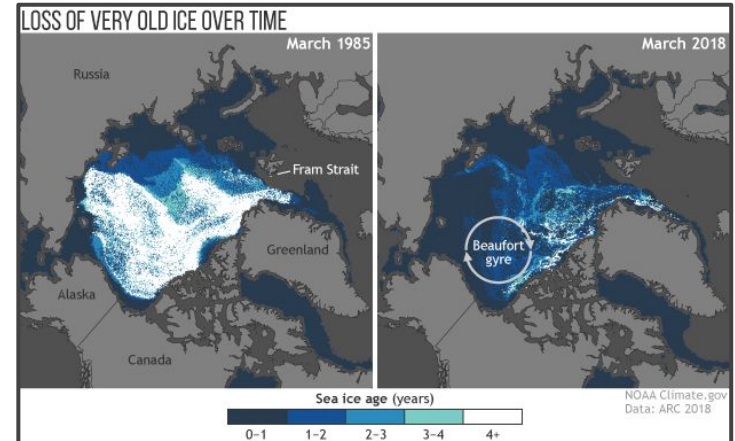 LOSS OF VERY OLD ICE OVER TIME
March 1985
March 2018
Russia
Fram Strait
Greenland
Beaufort
gyre
Alaska
Canada
Sea ice age (years)
0–1 1–2 2–3 3–4 4+
NOAA Climate.gov
Data: ARC 2018